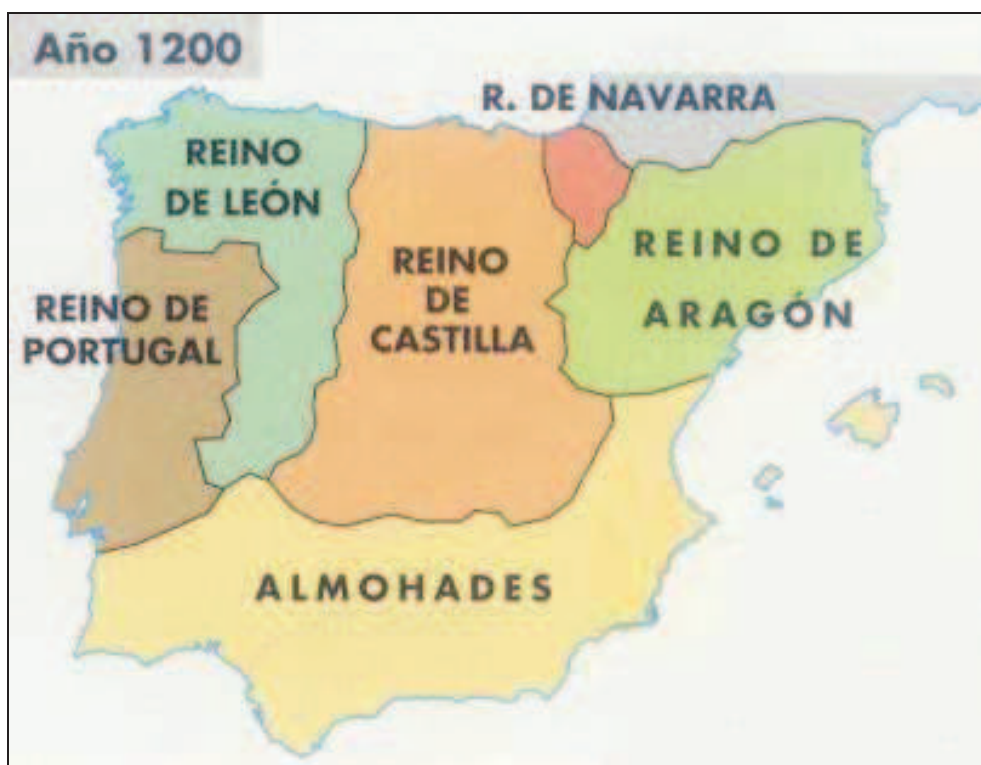 Año 1200
R. DE NAVARRA
REINO
DE LEÓN
REINO DE
PORTUGAL
REINO
DE
CASTILLA
REINO DE
ARAGÓN
ALMOHADES